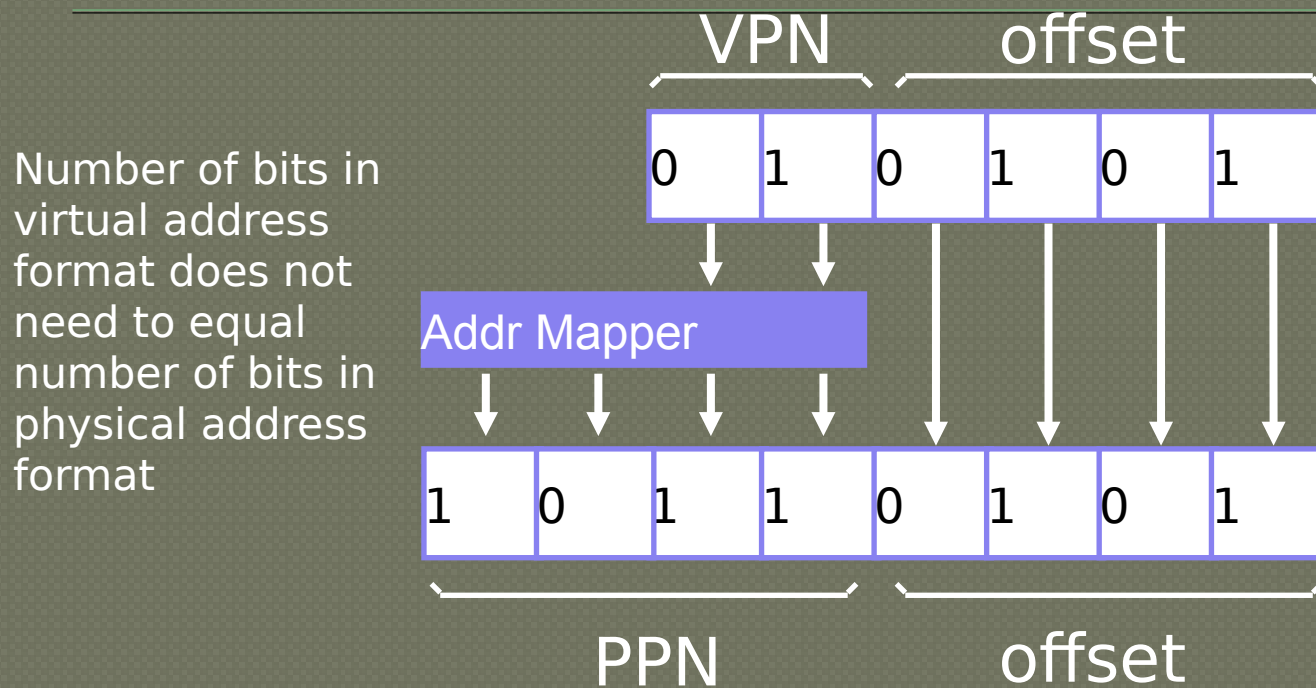 VPN offset
0 1 0 1 0 1
Number of bits in
virtual address
format does not
need to equal
number of bits in
physical address
format
Addr Mapper
1 0 1 1 0 1 0 1
PPN offset